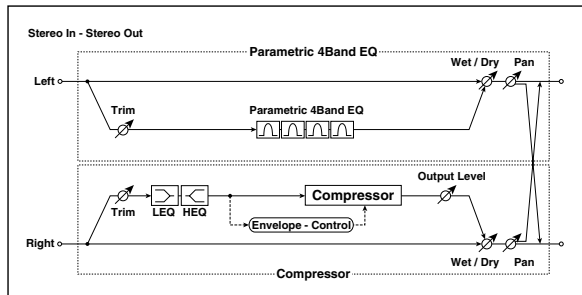 Stereo In - Stereo Out
Parametric 4Band EQ
Wet / Dry Pan
Left
Trim
Parametric 4Band EQ
Output Level
Compressor
Trim LEQ HEQ
Envelope - Control
Right
Wet / Dry Pan
Compressor